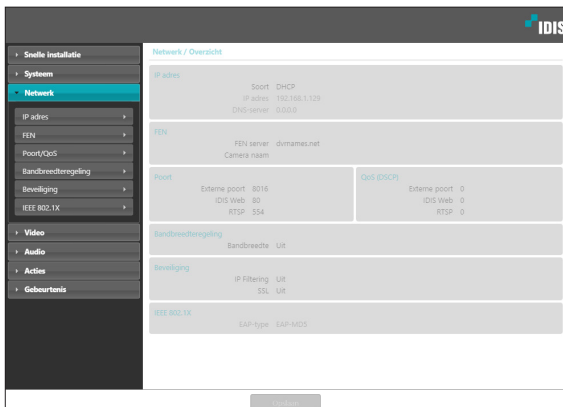 IDIS
Snelle installatie
Systeem
Netwerk
IP adres
FEN
Poort/QoS
Bandbreedteregeling
Beveiliging
IEEE 802.1X
Video
Audio
Acties
Gebeurtenis
Netwerk / Overzicht
IP adres
Soort DHCP
IP adres 192.168.1.129
DNS-server 0.0.0.0
FEN
FEN server dvrnames.net
Camera naam
Poort
Externe poort 8016
IDIS Web 80
RTSP 554
QoS (DSCP)
Externe poort 0
IDIS Web 0
RTSP 0
Bandbreedteregeling
Bandbreedte Uit
Beveiliging
IP Filtering Uit
SSL Uit
IEEE 802.1X
EAP-type EAP-MD5